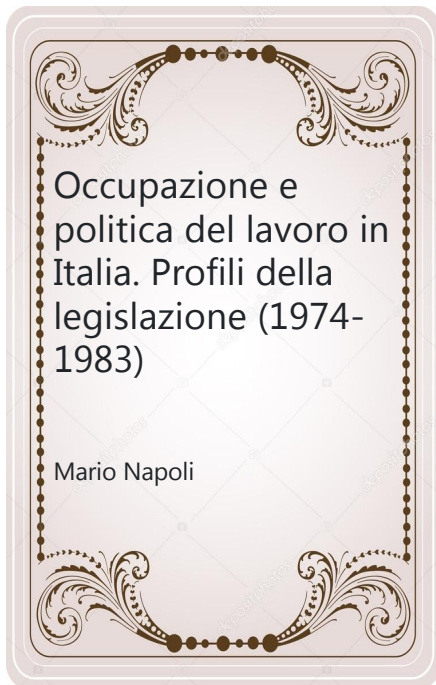 Occupazione e
politica del lavoro in
Italia. Profili della
legislazione (1974-
1983)
Mario Napoli